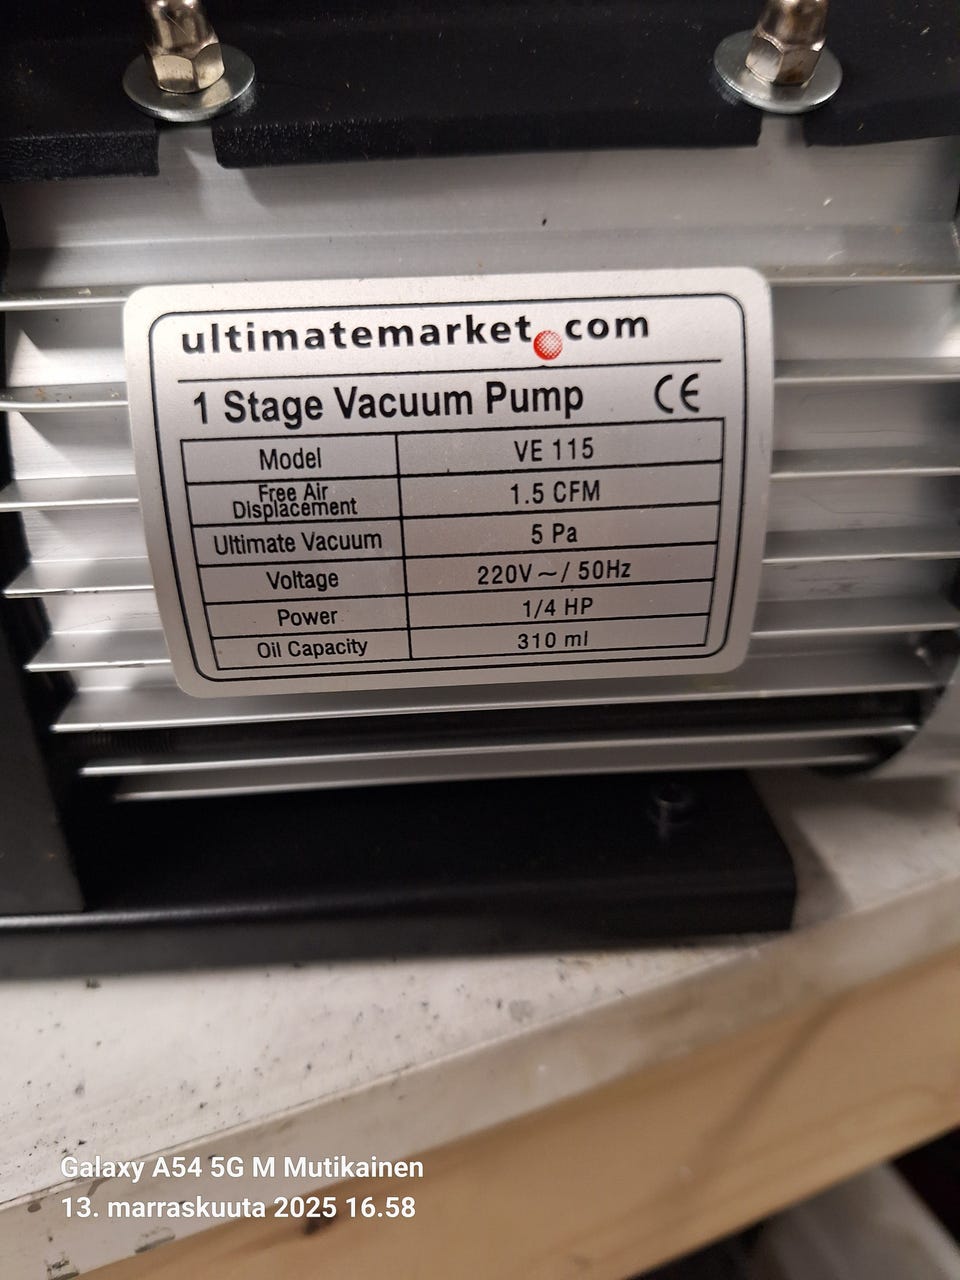 ultimatemarket.com
1 Stage Vacuum Pump CE
Model VE 115
Free Air
Displacement 1.5 CFM
Ultimate Vacuum 5 Pa
Voltage 220V~/ 50Hz
Power 1/4 HP
Oil Capacity 310 ml
Galaxy A54 5G M Mutikainen
13. marraskuuta 2025 16.58